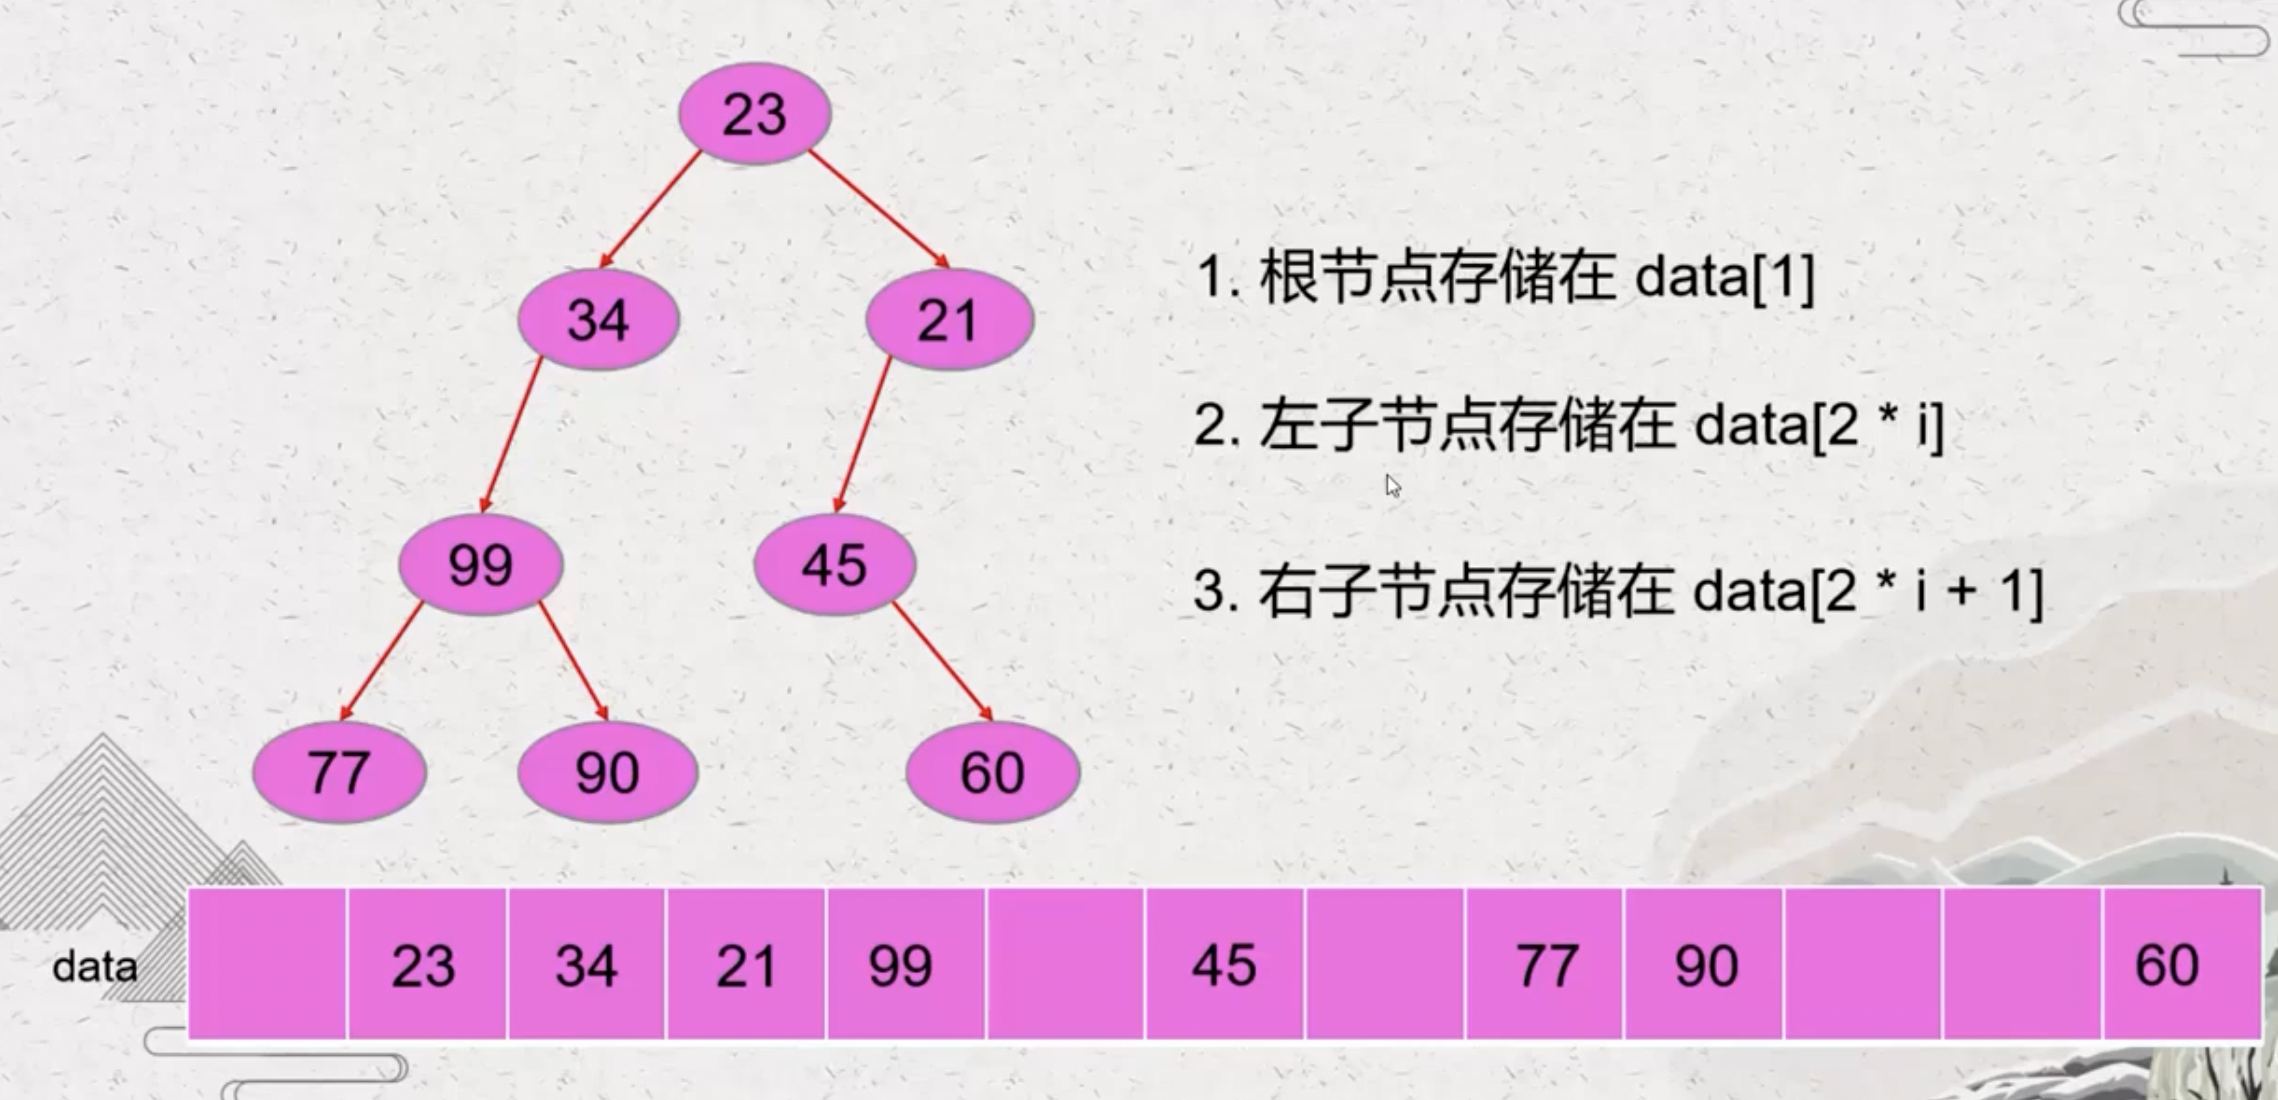 23
34 21
99 45
77 90 60
1. 根节点存储在 data[1]
2. 左子节点存储在 data[2 * i]
3. 右子节点存储在 data[2 * i + 1]
data 23 34 21 99 45 77 90 60